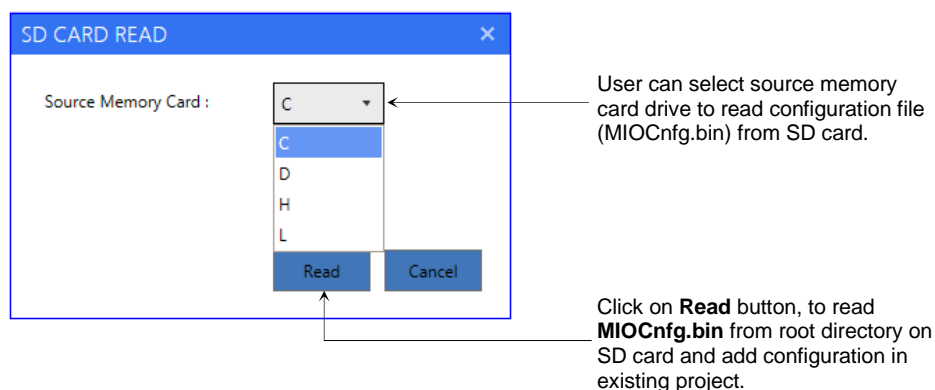 SD CARD READ
Source Memory Card :
C
C
D
H
L
Read
Cancel
User can select source memory
card drive to read configuration file
(MIOCnfg.bin) from SD card.
Click on Read button, to read
MIOCnfg.bin from root directory on
SD card and add configuration in
existing project.